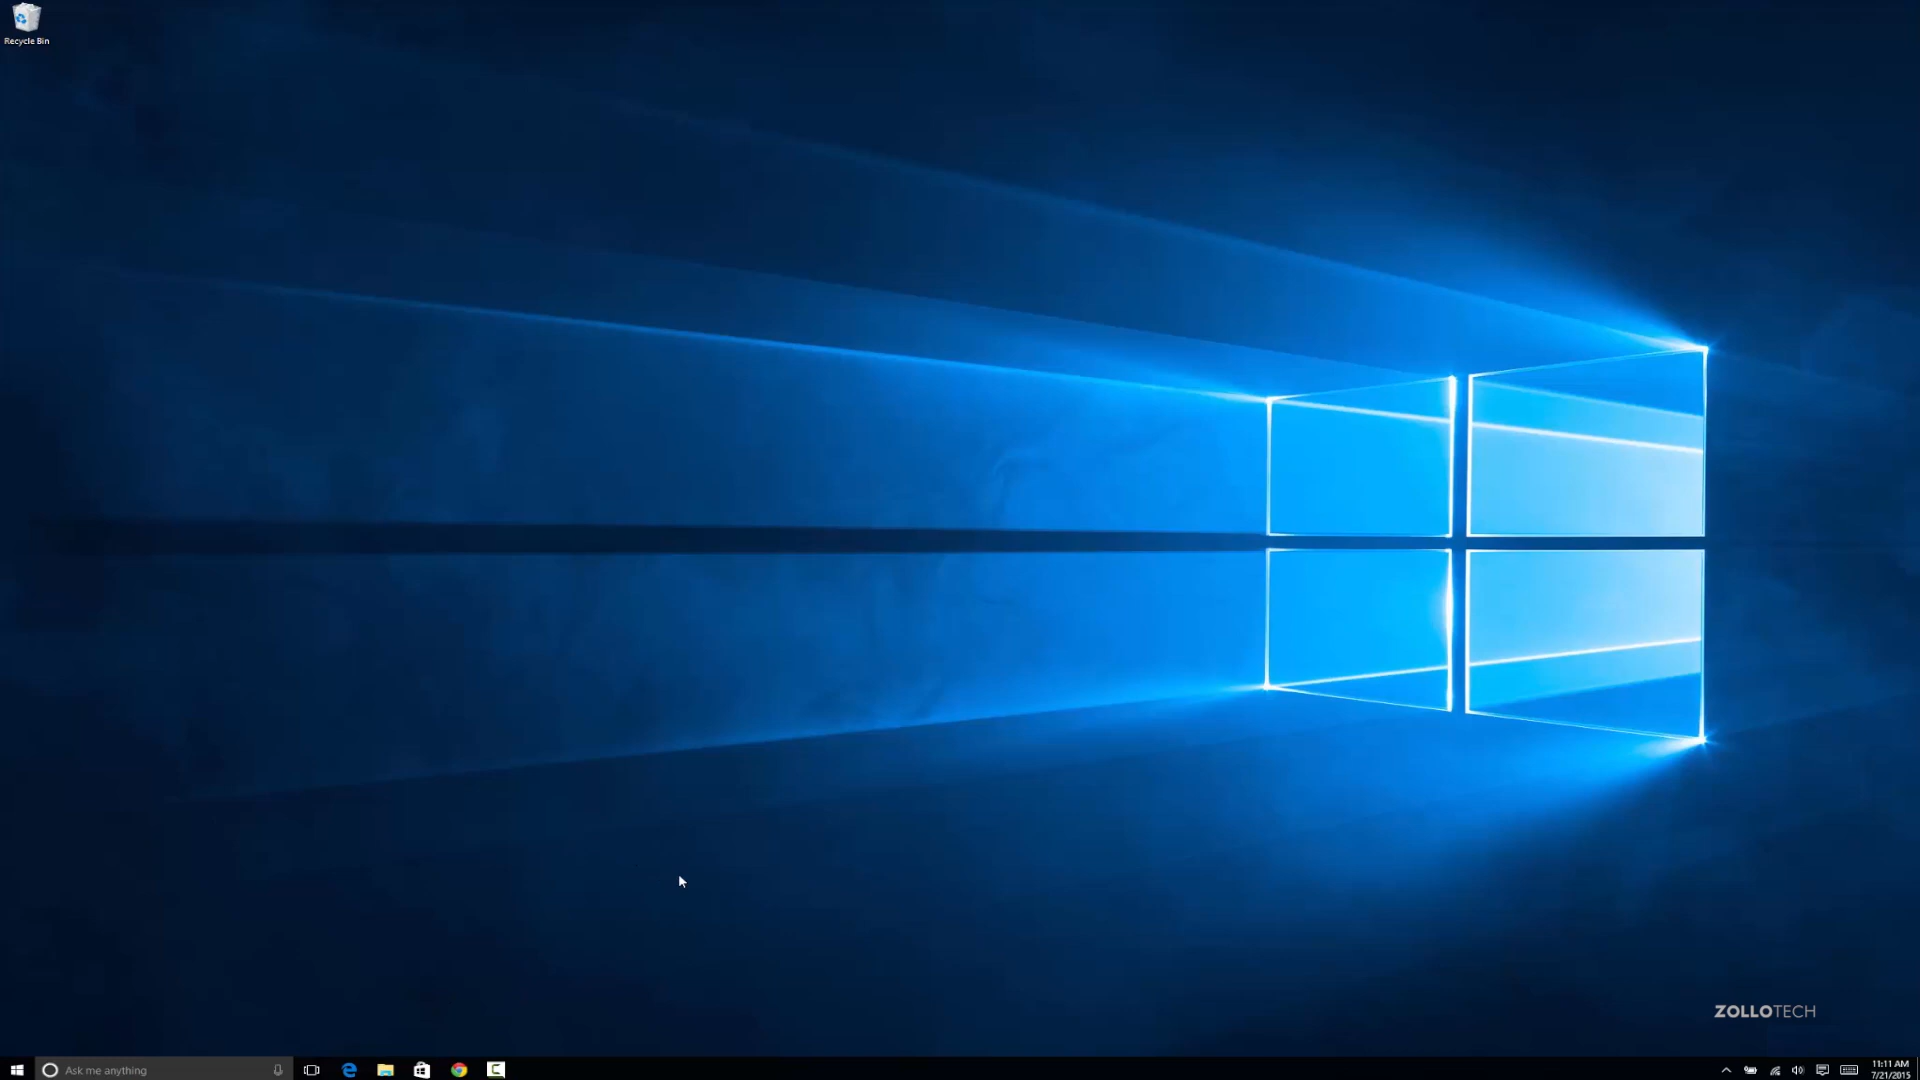 Recycle Bin
ZOLLOTECH
Ask me anything
11:11 AM
7/21/2015